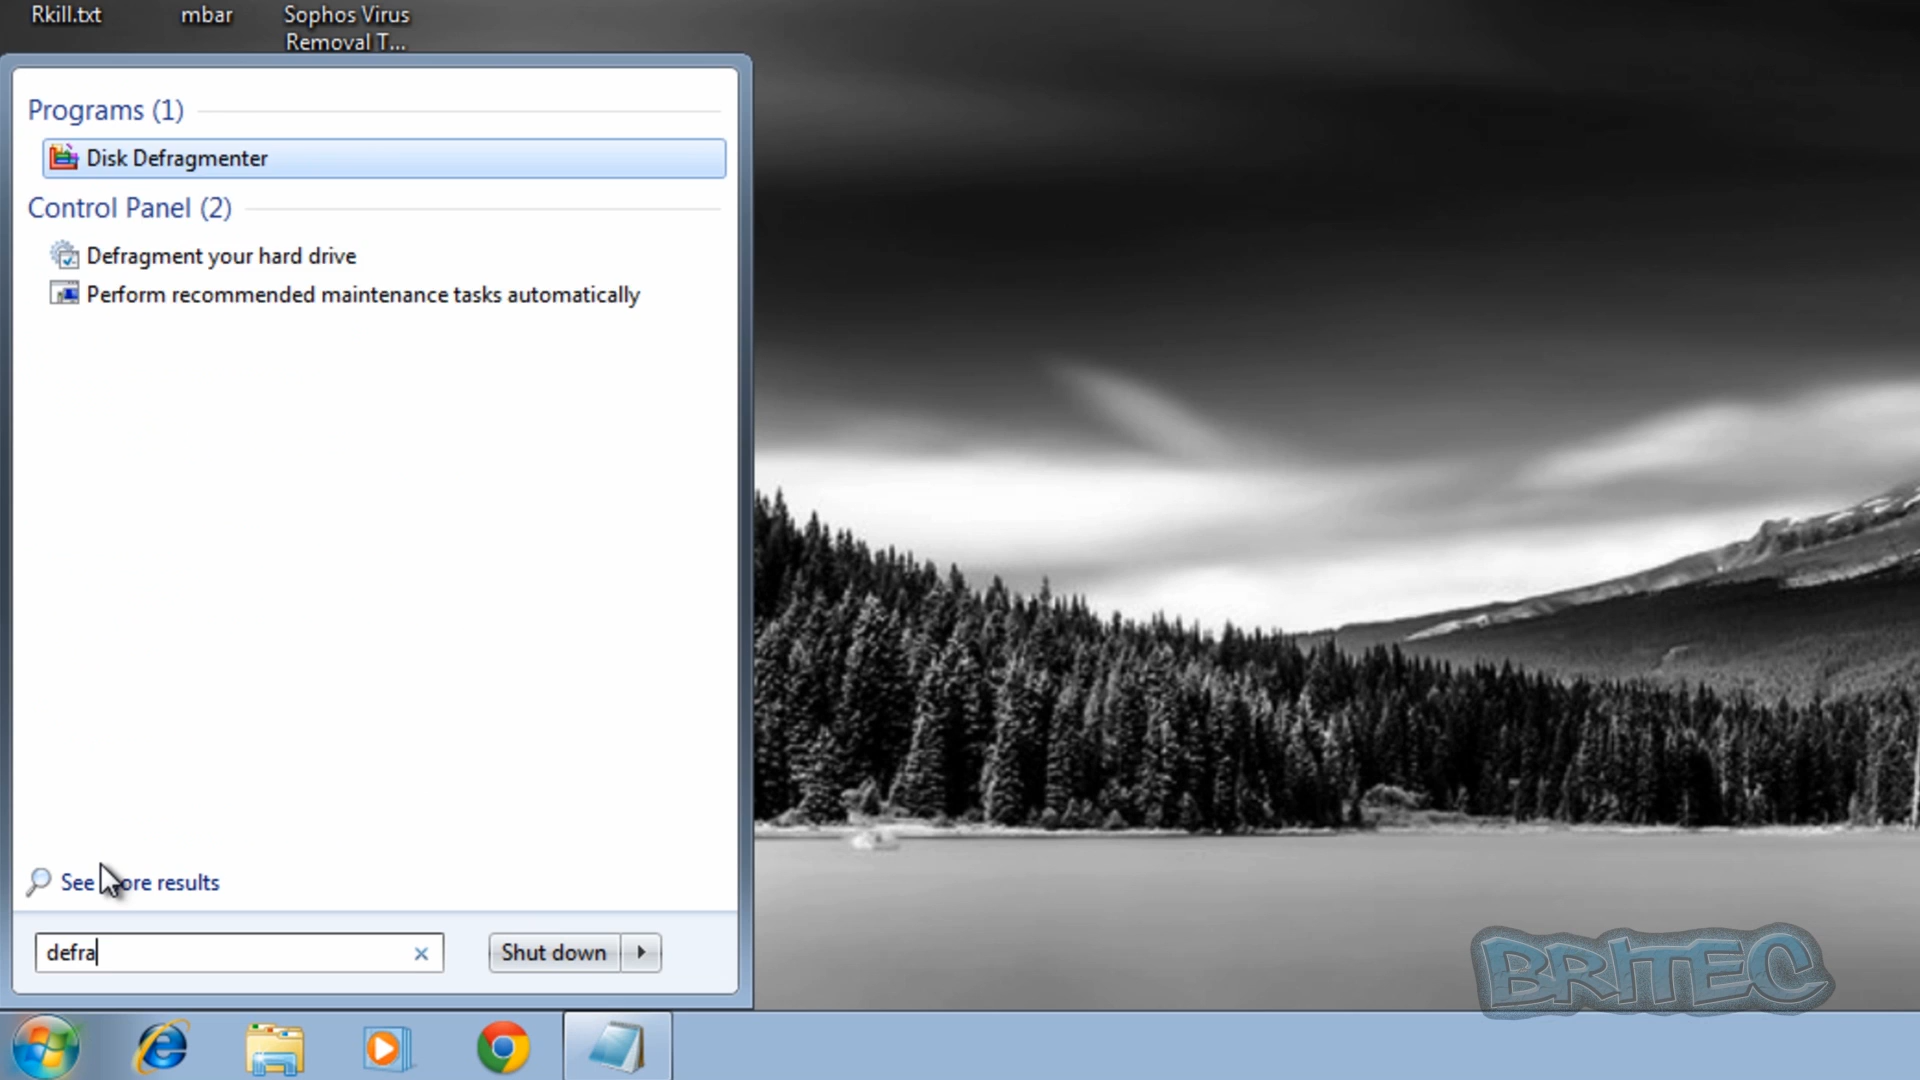 Rkill.txt
mbar
Sophos Virus
Removal T...
Programs (1)
Disk Defragmenter
Control Panel (2)
Defragment your hard drive
Perform recommended maintenance tasks automatically
See ore results
defra
Shut down
BRITEC